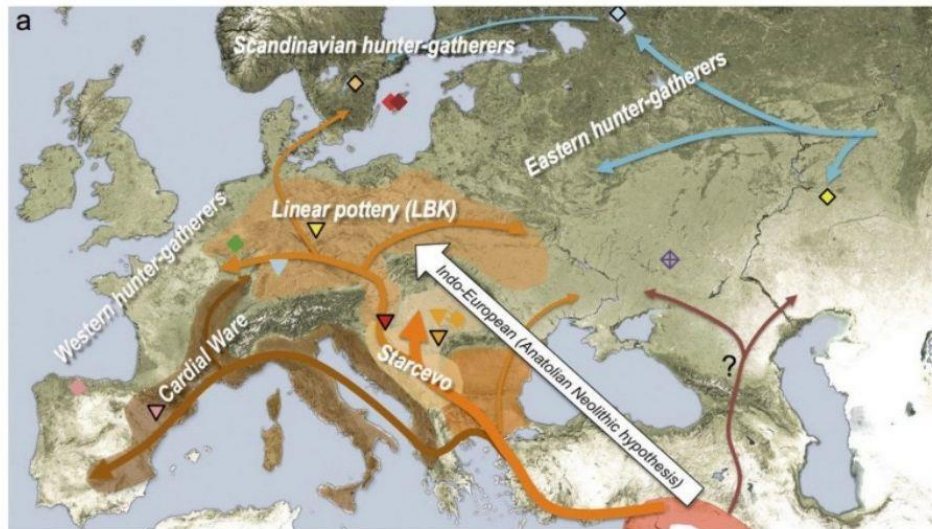 a
Scandinavian hunter-gatherers
Eastern hunter-gatherers
Linear pottery (LBK)
Western hunter-gatherers
Cardial Ware
Starcevo
Indo-European (Anatolian Neolithic hypothesis)
?